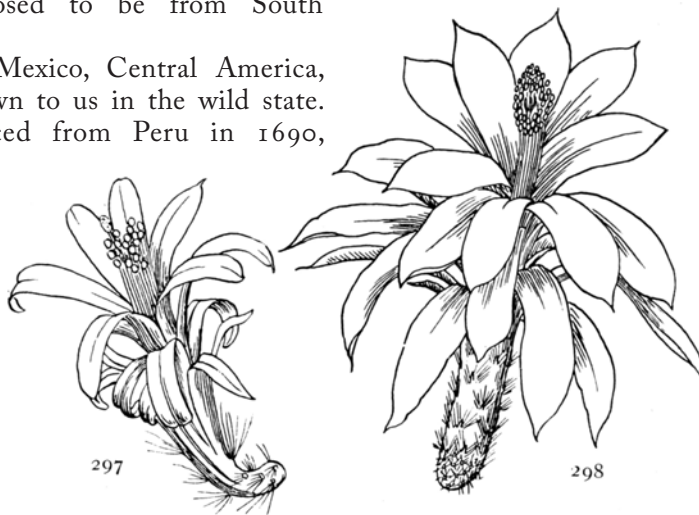 osed to be from South
Mexico, Central America,
wn to us in the wild state.
ced from Peru in 1690,
297
298